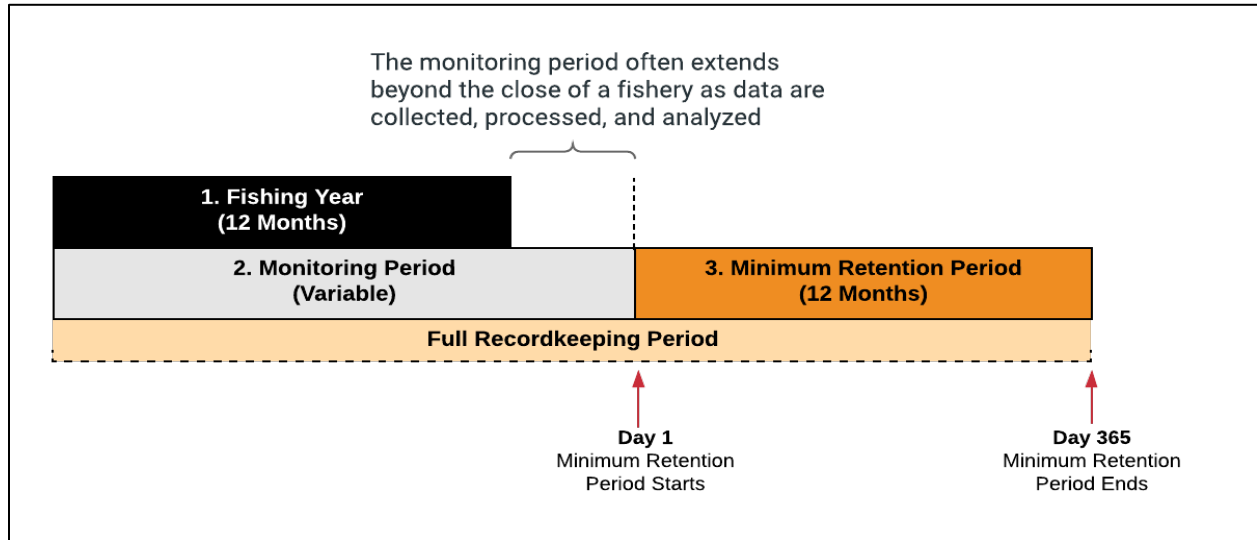 The monitoring period often extends
beyond the close of a fishery as data are
collected, processed, and analyzed
1. Fishing Year
(12 Months)
2. Monitoring Period
(Variable)
3. Minimum Retention Period
(12 Months)
Full Recordkeeping Period
Day 1
Minimum Retention
Period Starts
Day 365
Minimum Retention
Period Ends